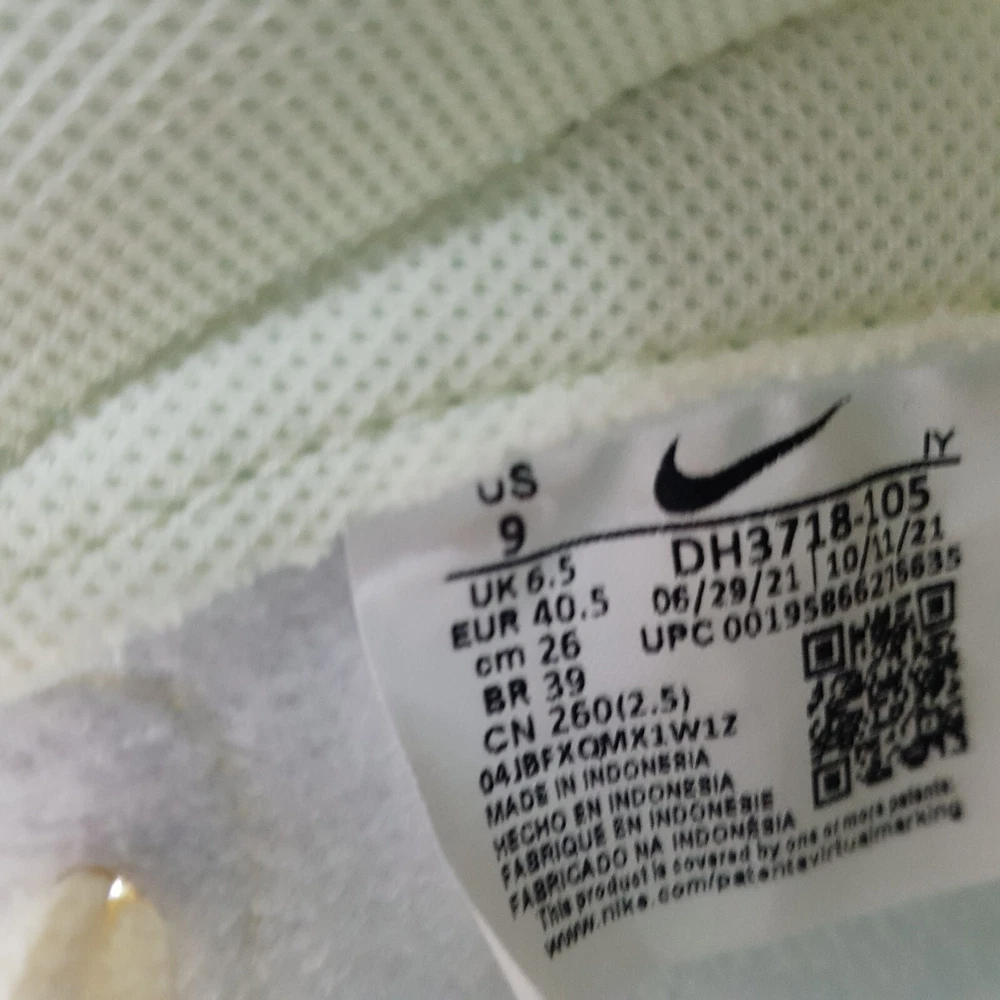 US
9
IY
UK 6.5
EUR 40.5
cm 26
BR 39
CN 260(2.5)
DH3718-105
06/29/21 10/11/21
UPC 00195866276635
04JBFXQMX1W1Z
MADE IN INDONESIA
HECHO EN INDONESIA
FABRIQUE EN INDONESIE
FABRICADO NA INDONÉSIA
This product is covered by one or more patents.
www.nike.com/patentsvirtualmarking